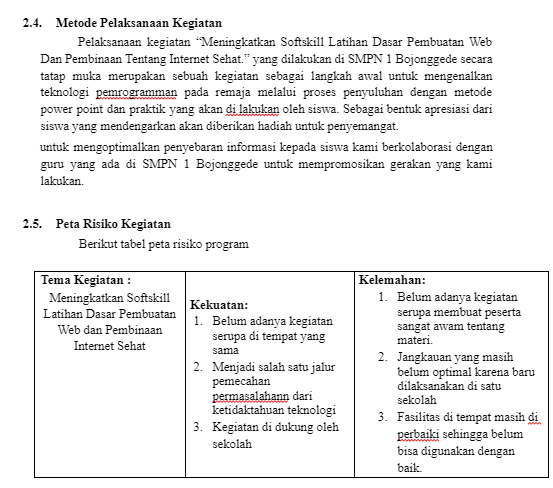 2.4. Metode Pelaksanaan Kegiatan
Pelaksanaan kegiatan “Meningkatkan Softskill Latihan Dasar Pembuatan Web
Dan Pembinaan Tentang Internet Sehat.” yang dilakukan di SMPN 1 Bojonggede secara
tatap muka merupakan sebuah kegiatan sebagai langkah awal untuk mengenalkan
teknologi pemrogramman pada remaja melalui proses penyuluhan dengan metode
power point dan praktik yang akan di lakukan oleh siswa. Sebagai bentuk apresiasi dari
siswa yang mendengarkan akan diberikan hadiah untuk penyemangat.
untuk mengoptimalkan penyebaran informasi kepada siswa kami berkolaborasi dengan
guru yang ada di SMPN 1 Bojonggede untuk mempromosikan gerakan yang kami
lakukan.
2.5. Peta Risiko Kegiatan
Berikut tabel peta risiko program
Tema Kegiatan :
Meningkatkan Softskill
Latihan Dasar Pembuatan
Web dan Pembinaan
Internet Sehat
Kekuatan:
1. Belum adanya kegiatan
serupa di tempat yang
sama
2. Menjadi salah satu jalur
pemecahan
permasalahann dari
ketidaktahuan teknologi
3. Kegiatan di dukung oleh
sekolah
Kelemahan:
1. Belum adanya kegiatan
serupa membuat peserta
sangat awam tentang
materi.
2. Jangkauan yang masih
belum optimal karena baru
dilaksanakan di satu
sekolah
3. Fasilitas di tempat masih di
perbaiki sehingga belum
bisa digunakan dengan
baik.